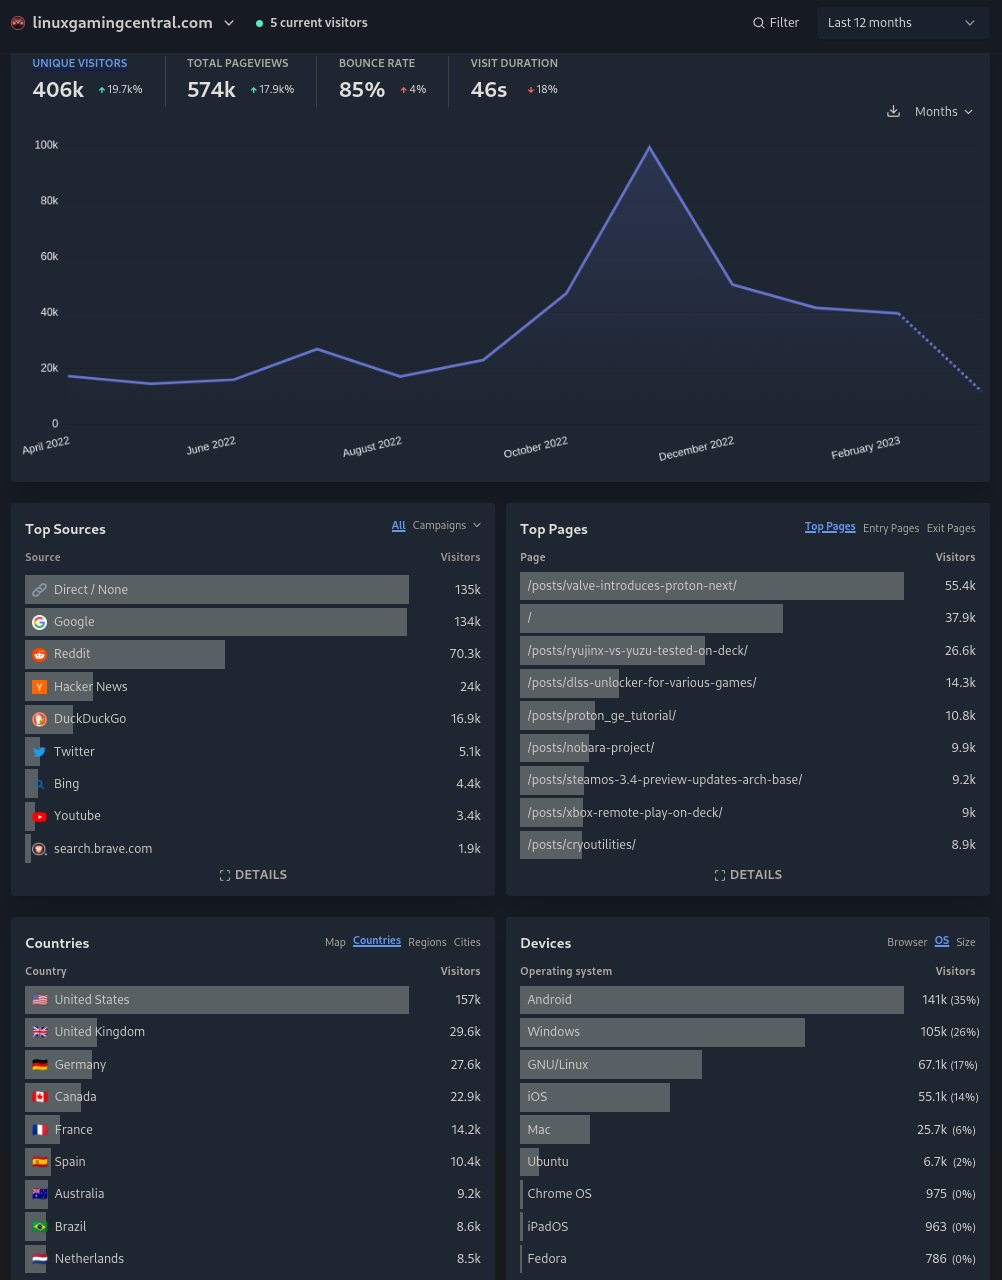 linuxgamingcentral.com 5 current visitors Filter Last 12 months
UNIQUE VISITORS TOTAL PAGEVIEWS BOUNCE RATE VISIT DURATION
406k 19.7k% 574k 17.9k% 85% 4% 46s 18%
Months
100k
80k
60k
40k
20k
0
April 2022 June 2022 August 2022 October 2022 December 2022 February 2023
Top Sources All Campaigns
Source Visitors
Direct / None 135k
Google 134k
Reddit 70.3k
Hacker News 24k
DuckDuckGo 16.9k
Twitter 5.1k
Bing 4.4k
Youtube 3.4k
search.brave.com 1.9k
DETAILS
Top Pages Top Pages Entry Pages Exit Pages
Page Visitors
/posts/valve-introduces-proton-next/ 55.4k
/ 37.9k
/posts/ryujinx-vs-yuzu-tested-on-deck/ 26.6k
/posts/dlss-unlocker-for-various-games/ 14.3k
/posts/proton_ge_tutorial/ 10.8k
/posts/nobara-project/ 9.9k
/posts/steamos-3.4-preview-updates-arch-base/ 9.2k
/posts/xbox-remote-play-on-deck/ 9k
/posts/cryoutilities/ 8.9k
DETAILS
Countries Map Countries Regions Cities
Country Visitors
United States 157k
United Kingdom 29.6k
Germany 27.6k
Canada 22.9k
France 14.2k
Spain 10.4k
Australia 9.2k
Brazil 8.6k
Netherlands 8.5k
Devices Browser OS Size
Operating system Visitors
Android 141k (35%)
Windows 105k (26%)
GNU/Linux 67.1k (17%)
iOS 55.1k (14%)
Mac 25.7k (6%)
Ubuntu 6.7k (2%)
Chrome OS 975 (0%)
iPadOS 963 (0%)
Fedora 786 (0%)